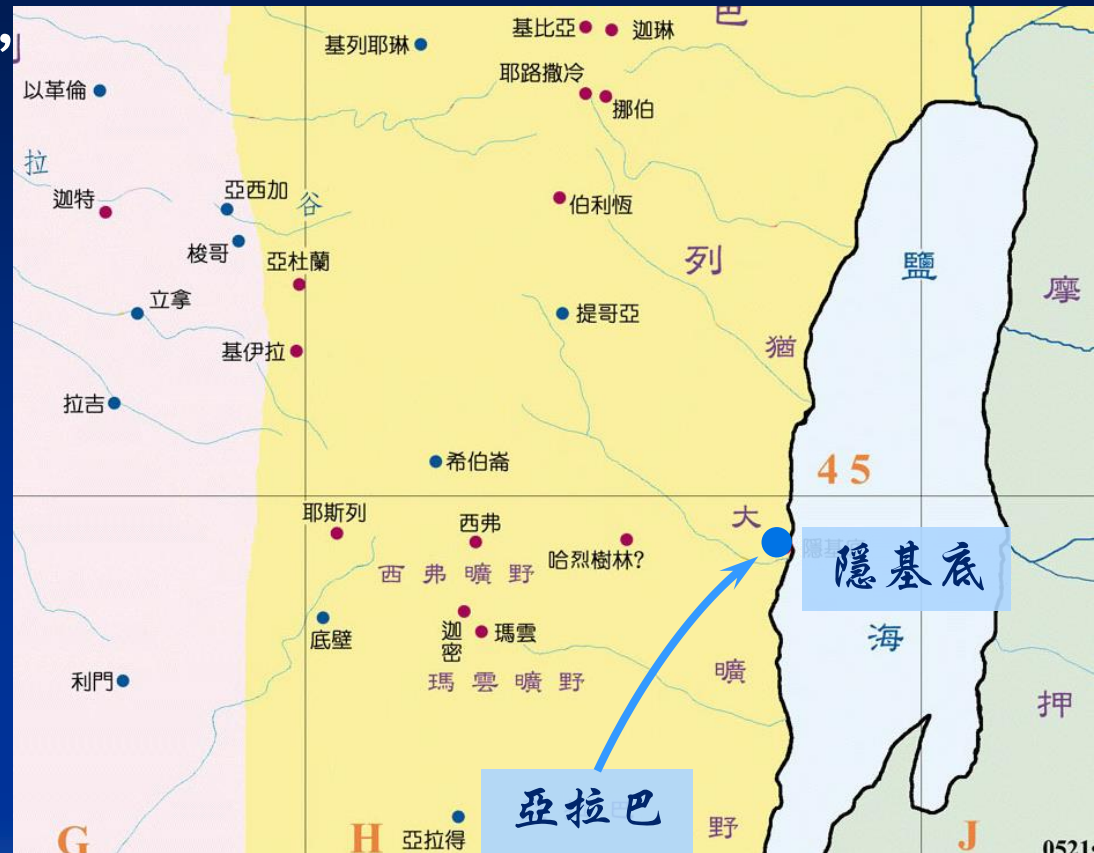 巴
基比亞
迦琳
基列耶琳
耶路撒冷
以革倫
挪伯
拉
亞西加
迦特
谷
伯利恆
梭哥
亞杜蘭
列
鹽
摩
立拿
提哥亞
基伊拉
猶
拉吉
希伯崙
45
耶斯列
西弗
大
哈烈樹林?
隱基底
西弗曠野
底壁
迦密
瑪雲
海
利門
瑪雲曠野
曠
押
亞拉巴
野
G
H
亞拉得
J
0521